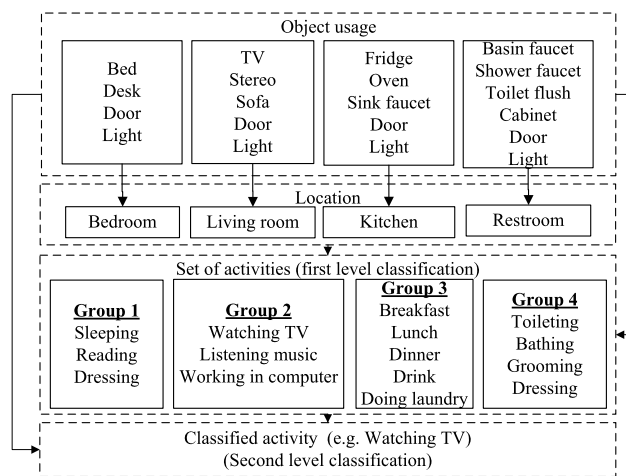 Object usage
Bed
Desk
Door
Light
TV
Stereo
Sofa
Door
Light
Fridge
Oven
Sink faucet
Door
Light
Basin faucet
Shower faucet
Toilet flush
Cabinet
Door
Light
Location
Bedroom
Living room
Kitchen
Restroom
Set of activities (first level classification)
Group 1
Sleeping
Reading
Dressing
Group 2
Watching TV
Listening music
Working in computer
Group 3
Breakfast
Lunch
Dinner
Drink
Doing laundry
Group 4
Toileting
Bathing
Grooming
Dressing
Classified activity (e.g. Watching TV)
(Second level classification)